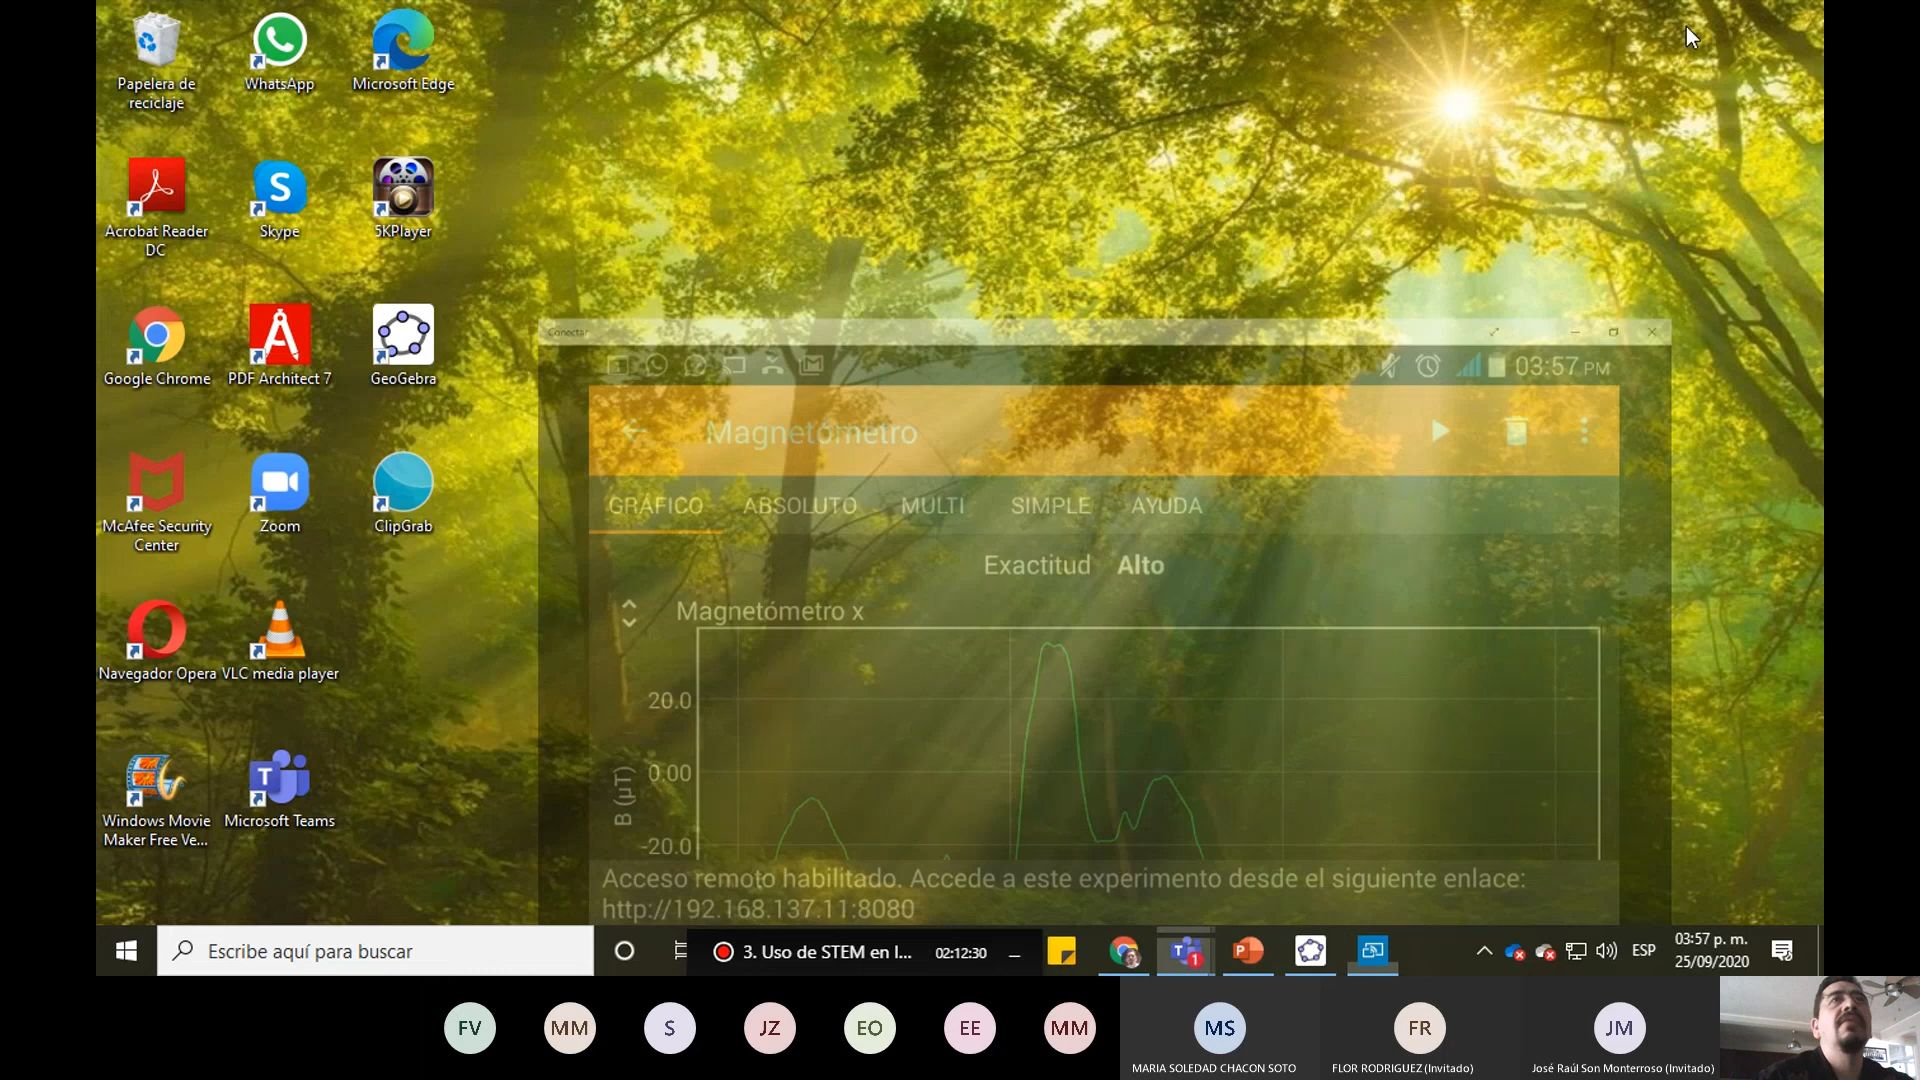 Papelera de
reciclaje
WhatsApp
Microsoft Edge
Acrobat Reader
DC
Skype
5KPlayer
Google Chrome
PDF Architect 7
GeoGebra
McAfee Security
Center
Zoom
ClipGrab
Navegador Opera
VLC media player
Windows Movie
Maker Free Ve...
Microsoft Teams
Conectar
03:57 PM
Magnetómetro
GRÁFICO ABSOLUTO MULTI SIMPLE AYUDA
Exactitud Alto
Magnetómetro x
B (µT)
20.0
0.00
-20.0
Acceso remoto habilitado. Accede a este experimento desde el siguiente enlace:
http://192.168.137.11:8080
Escribe aquí para buscar
3. Uso de STEM en l... 02:12:30
1
ESP
03:57 p. m.
25/09/2020
FV MM S JZ EO EE MM MS FR JM
MARIA SOLEDAD CHACON SOTO
FLOR RODRIGUEZ (Invitado)
José Raúl Son Monterroso (Invitado)